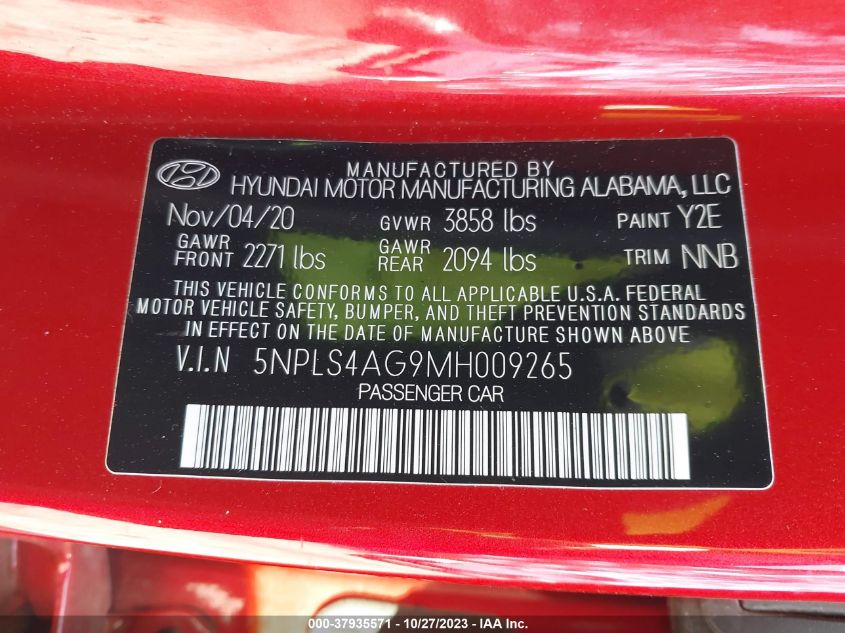 MANUFACTURED BY
HYUNDAI MOTOR MANUFACTURING ALABAMA, LLC
Nov/04/20 GVWR 3858 lbs PAINT Y2E
GAWR FRONT 2271 lbs GAWR REAR 2094 lbs TRIM NNB
THIS VEHICLE CONFORMS TO ALL APPLICABLE U.S.A. FEDERAL
MOTOR VEHICLE SAFETY, BUMPER, AND THEFT PREVENTION STANDARDS
IN EFFECT ON THE DATE OF MANUFACTURE SHOWN ABOVE
V.I.N 5NPLS4AG9MH009265
PASSENGER CAR
000-37935571 / 10/27/2023 - IAA Inc.